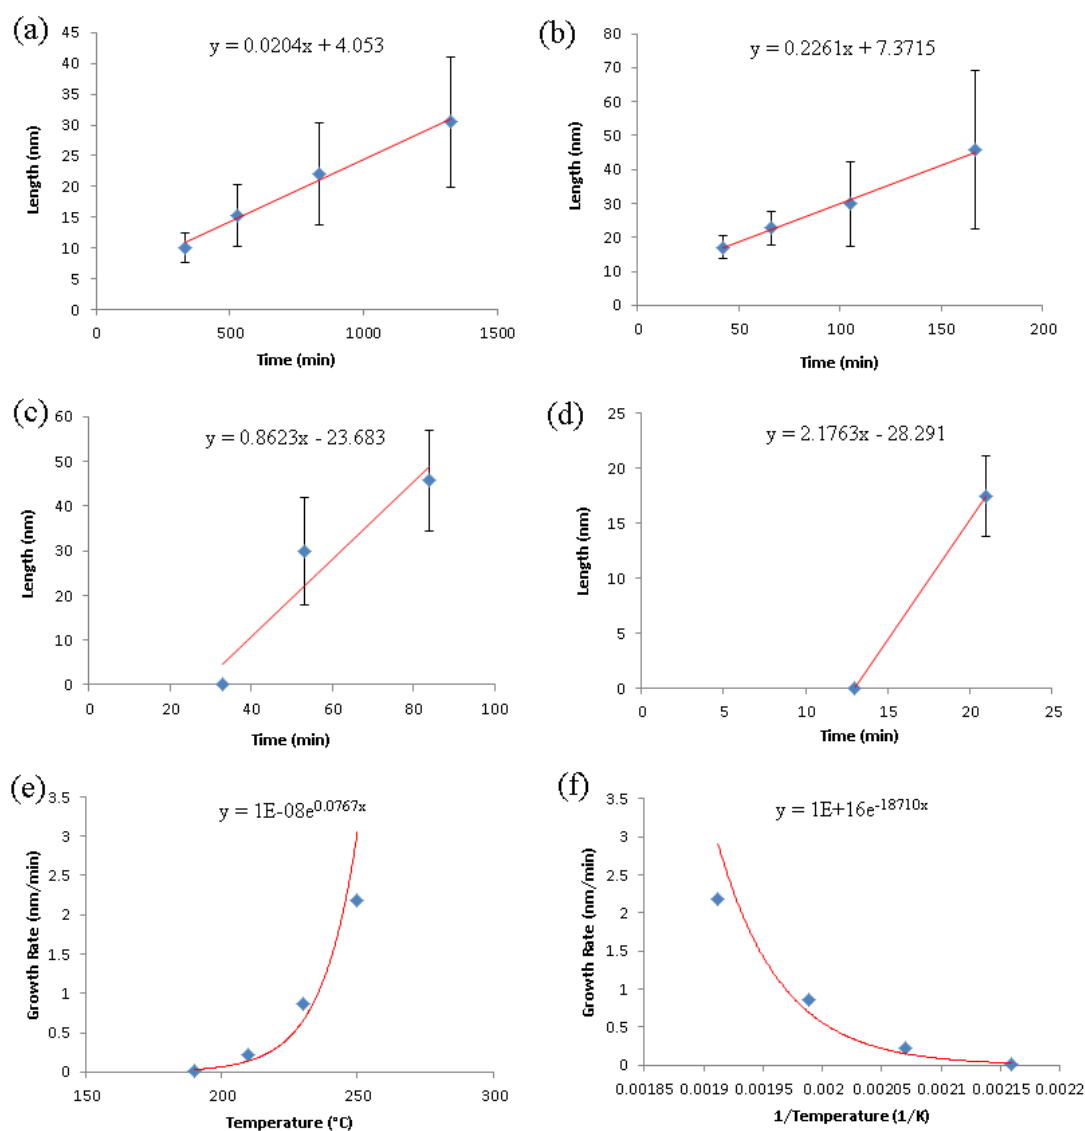 (a)
y = 0.0204x + 4.053
45
40
35
30
25
20
15
10
5
0
0 500 1000 1500
Length (nm)
Time (min)
(b)
y = 0.2261x + 7.3715
80
70
60
50
40
30
20
10
0
0 50 100 150 200
Length (nm)
Time (min)
(c)
y = 0.8623x - 23.683
60
50
40
30
20
10
0
0 20 40 60 80 100
Length (nm)
Time (min)
(d)
y = 2.1763x - 28.291
25
20
15
10
5
0
0 5 10 15 20 25
Length (nm)
Time (min)
(e)
y = 1E-08e^0.0767x
3.5
3
2.5
2
1.5
1
0.5
0
150 200 250 300
Growth Rate (nm/min)
Temperature (°C)
(f)
y = 1E+16e^-18710x
3.5
3
2.5
2
1.5
1
0.5
0
0.00185 0.0019 0.00195 0.002 0.00205 0.0021 0.00215 0.0022
Growth Rate (nm/min)
1/Temperature (1/K)